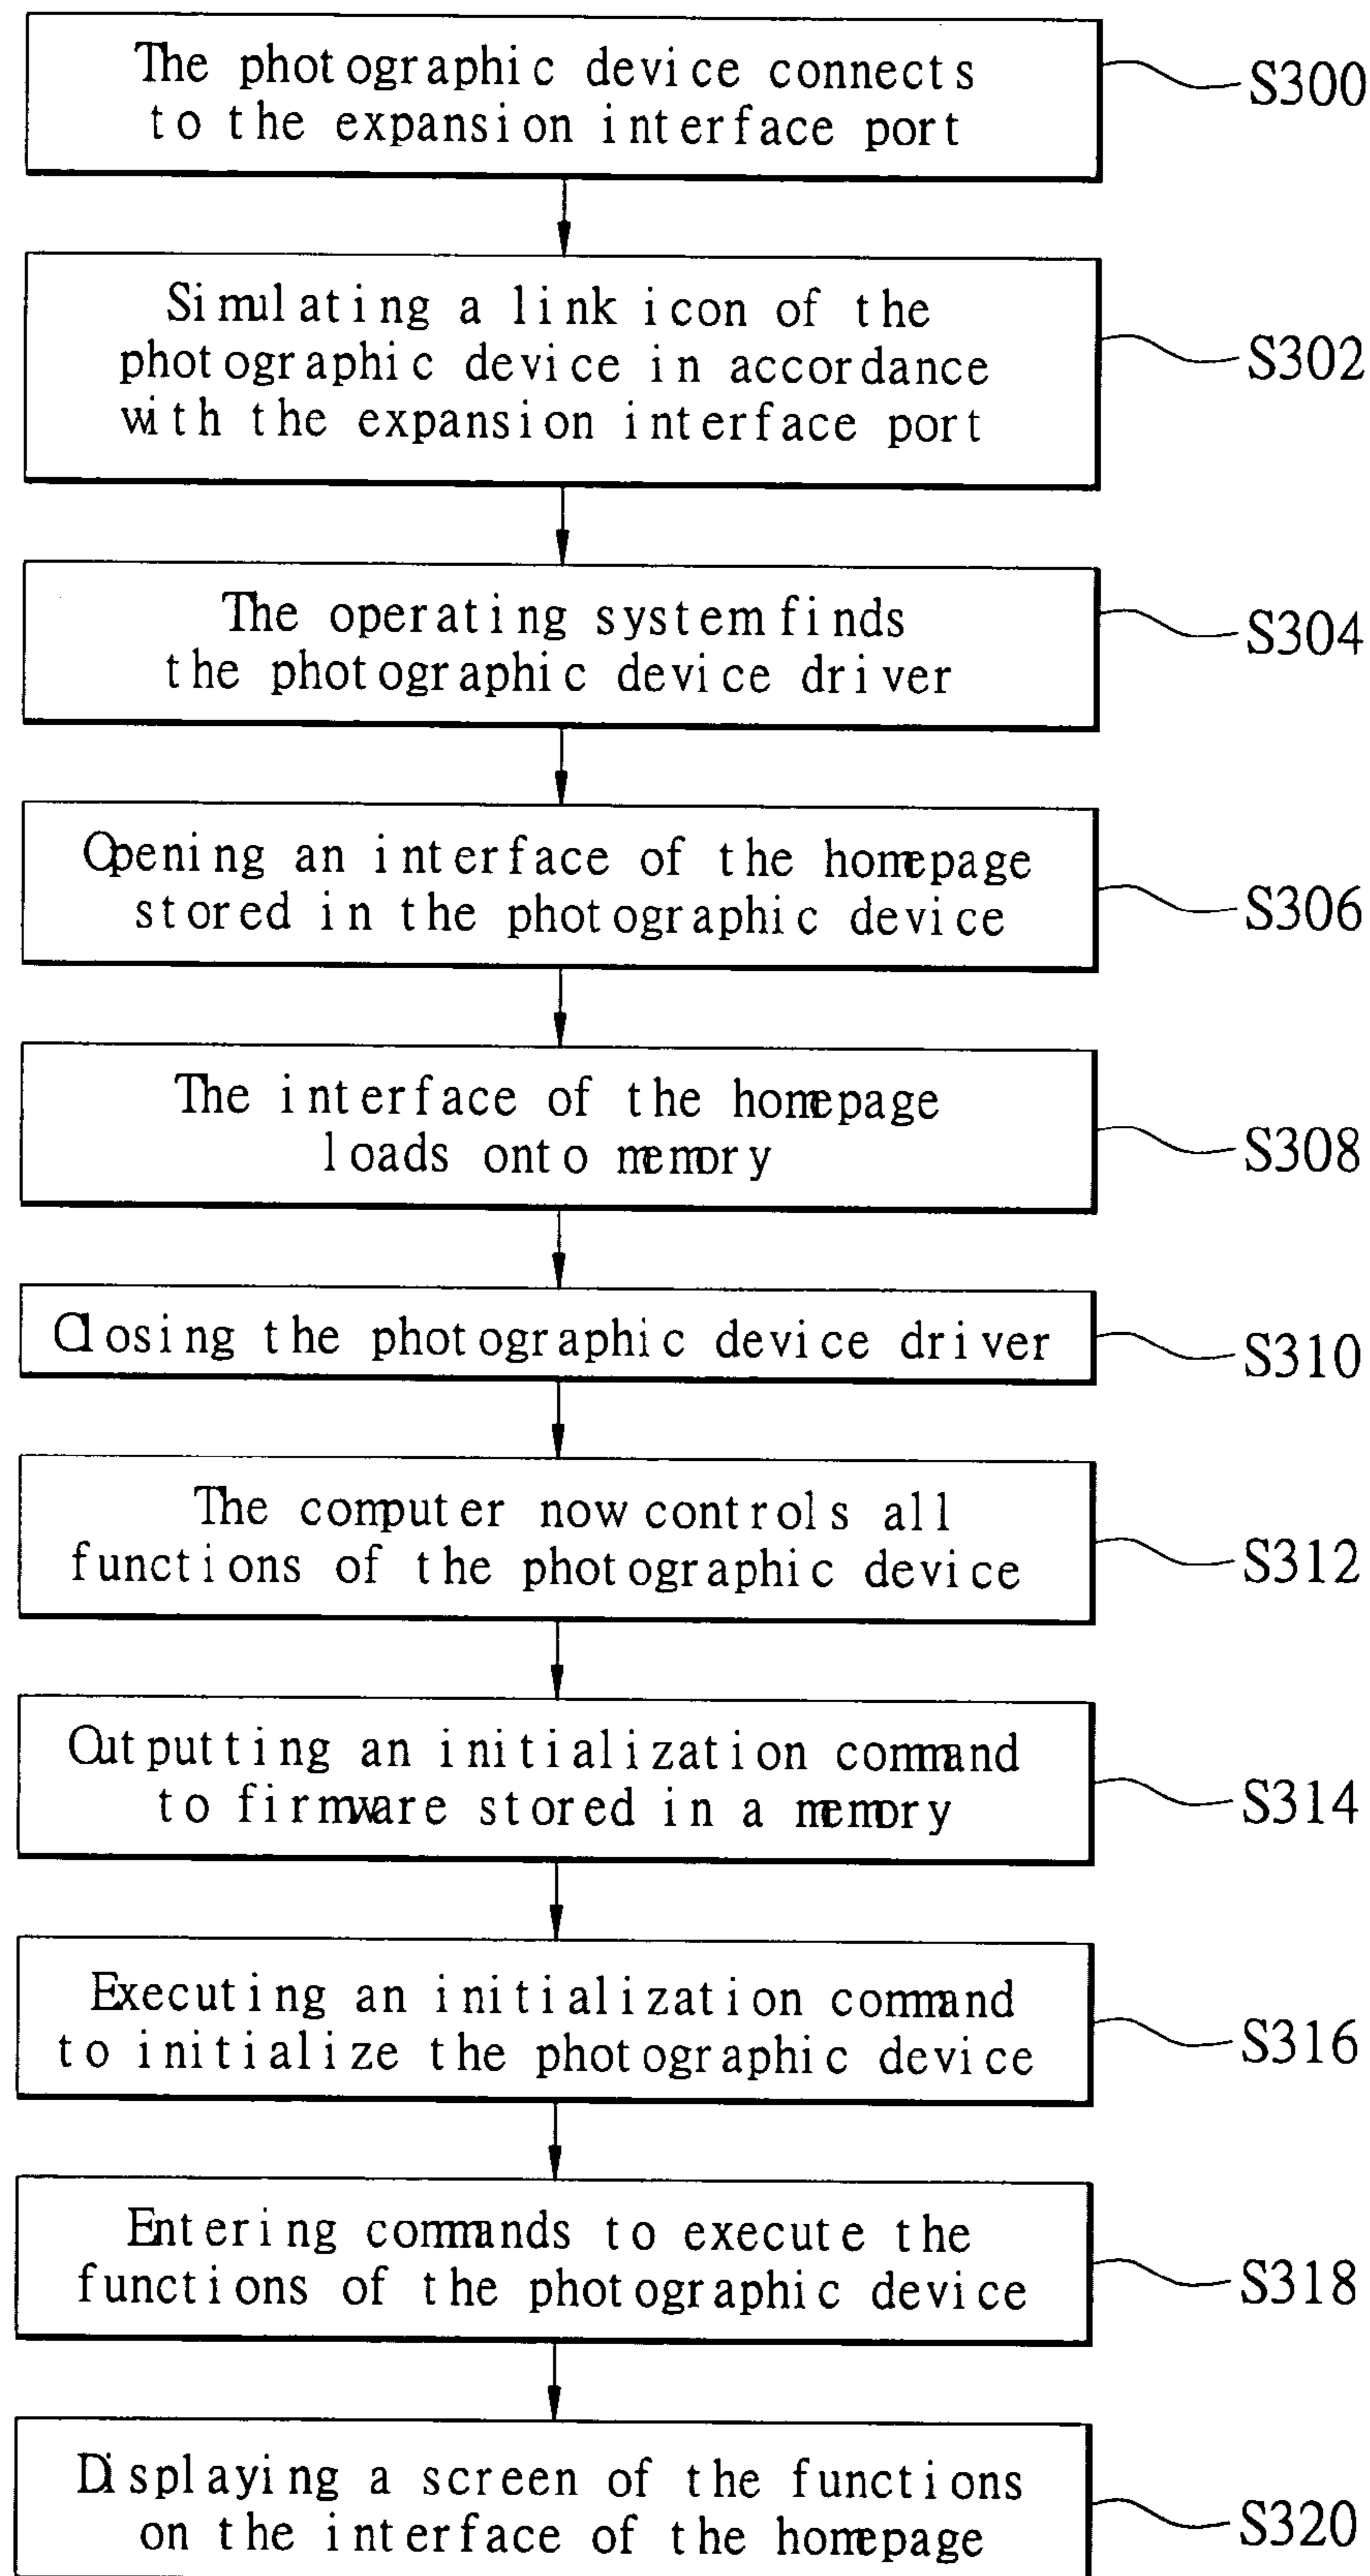 The photographic device connects
to the expansion interface port
S300
Simulating a link icon of the
photographic device in accordance
with the expansion interface port
S302
The operating system finds
the photographic device driver
S304
Opening an interface of the homepage
stored in the photographic device
S306
The interface of the homepage
loads onto memory
S308
Closing the photographic device driver
S310
The computer now controls all
functions of the photographic device
S312
Outputting an initialization command
to firmware stored in a memory
S314
Executing an initialization command
to initialize the photographic device
S316
Entering commands to execute the
functions of the photographic device
S318
Displaying a screen of the functions
on the interface of the homepage
S320